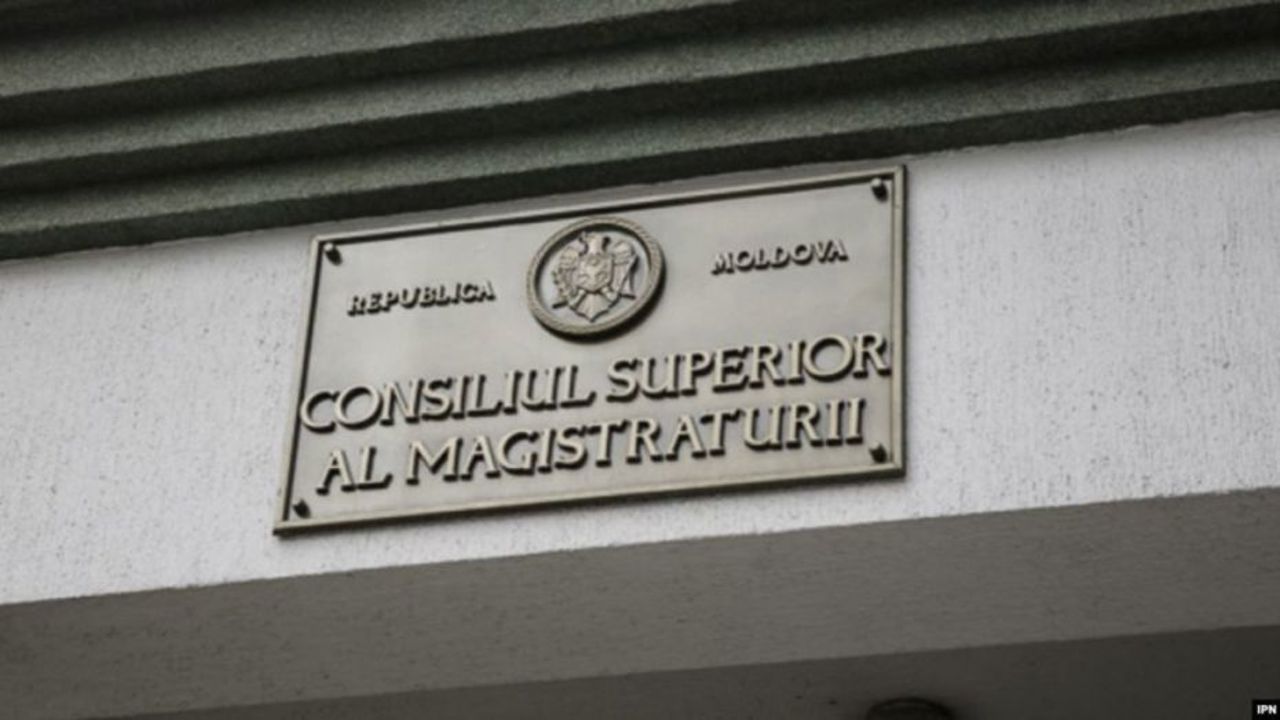 REPUBLICA MOLDOVA
CONSILIUL SUPERIOR
AL MAGISTRATURII
IPN